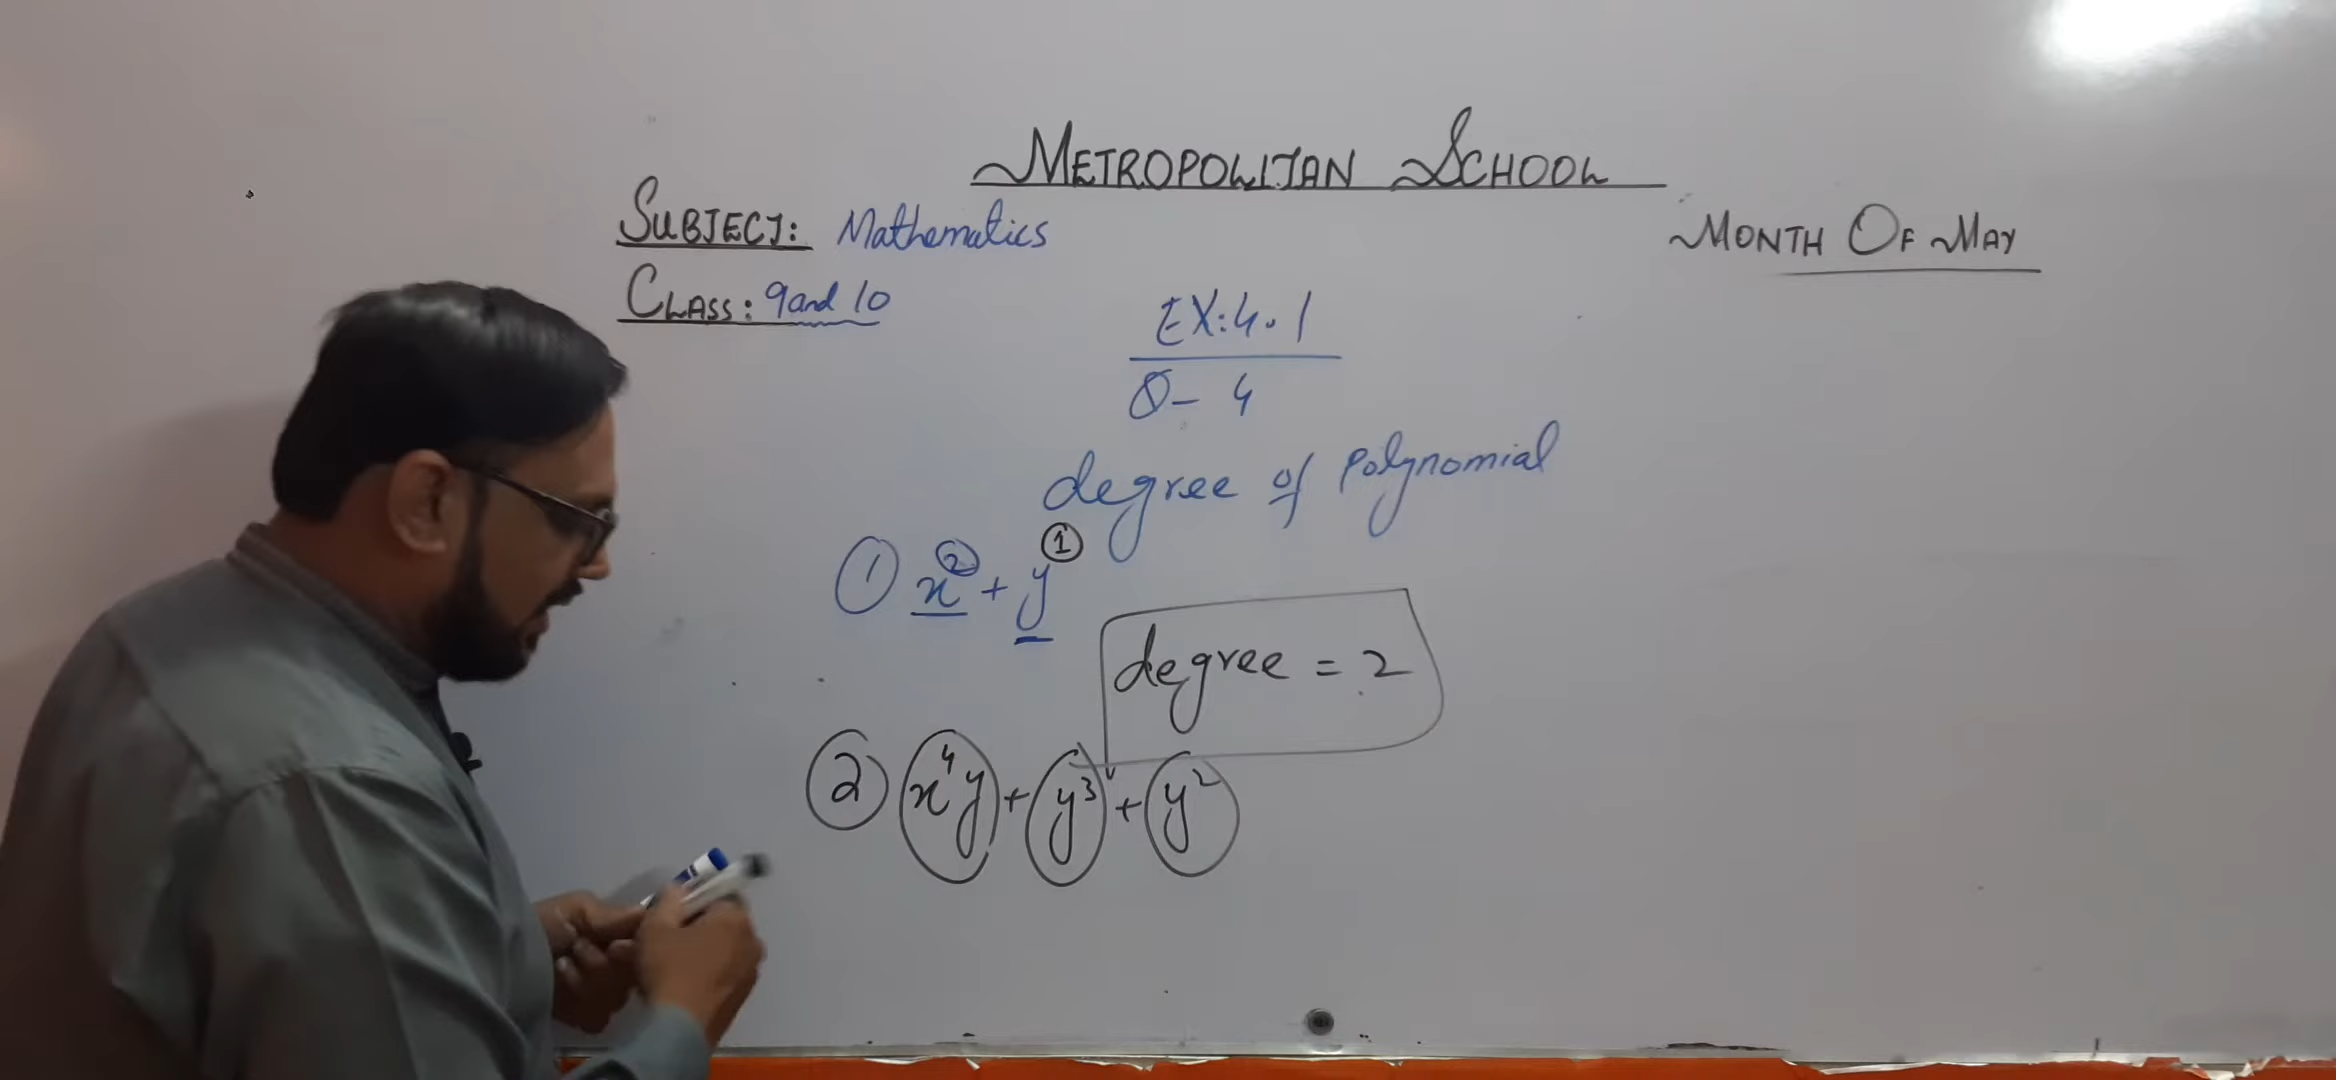 METROPOLITAN SCHOOL
SUBJECT: Mathematics
MONTH OF MAY
CLASS: 9 and 10
EX: 4.1
Q- 4
degree of polynomial
① x² + y¹
degree = 2
② x⁴y + y³ + y²